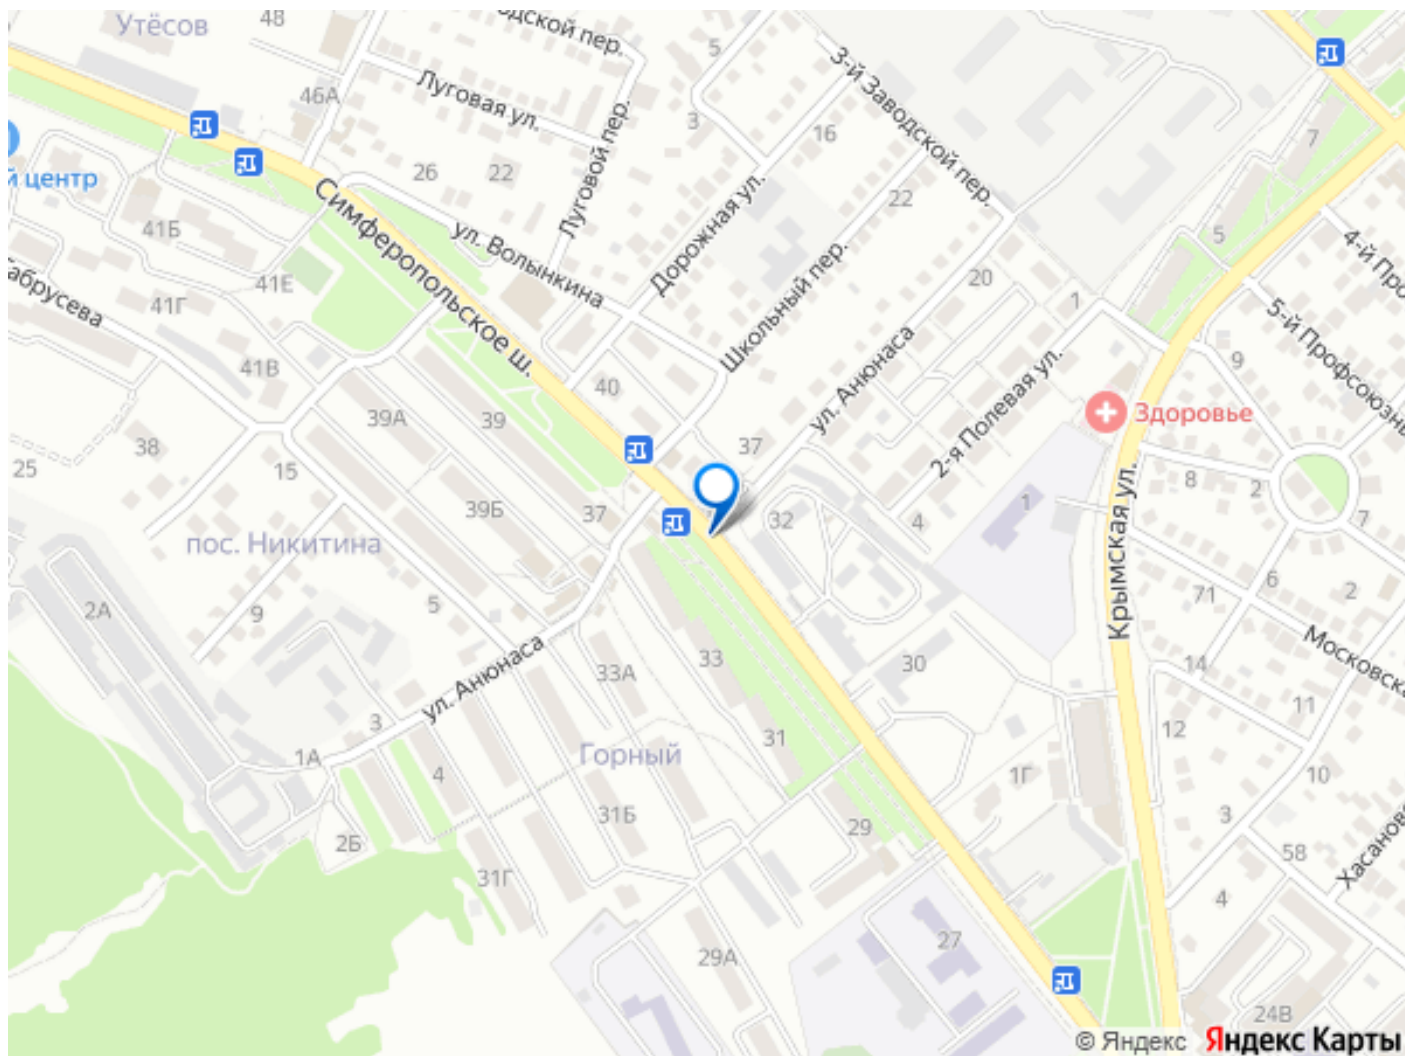 Утёсов
48
одской пер.
5
3-й Заводской пер.
46А
Луговая ул.
Луговой пер.
3
16
7
й центр
26
22
22
41Б
Симферопольское ш.
ул. Волынкина
Дорожная ул.
5
4-й Про
абрусева
41Г
41Е
Школьный пер.
20
1
5-й Профсоюзны
41В
40
ул. Анюнаса
2-я Полевая ул.
9
39А
39
Здоровье
38
37
25
15
8
2
39Б
37
32
4
1
7
пос. Никитина
Крымская ул.
2А
9
5
71
6
2
ул. Анюнаса
33А
33
30
14
Московска
3
31
11
1А
Горный
12
4
1Г
10
31Б
29
3
2Б
31Г
58
Хасанов
4
29А
27
24В
© Яндекс Яндекс Карты